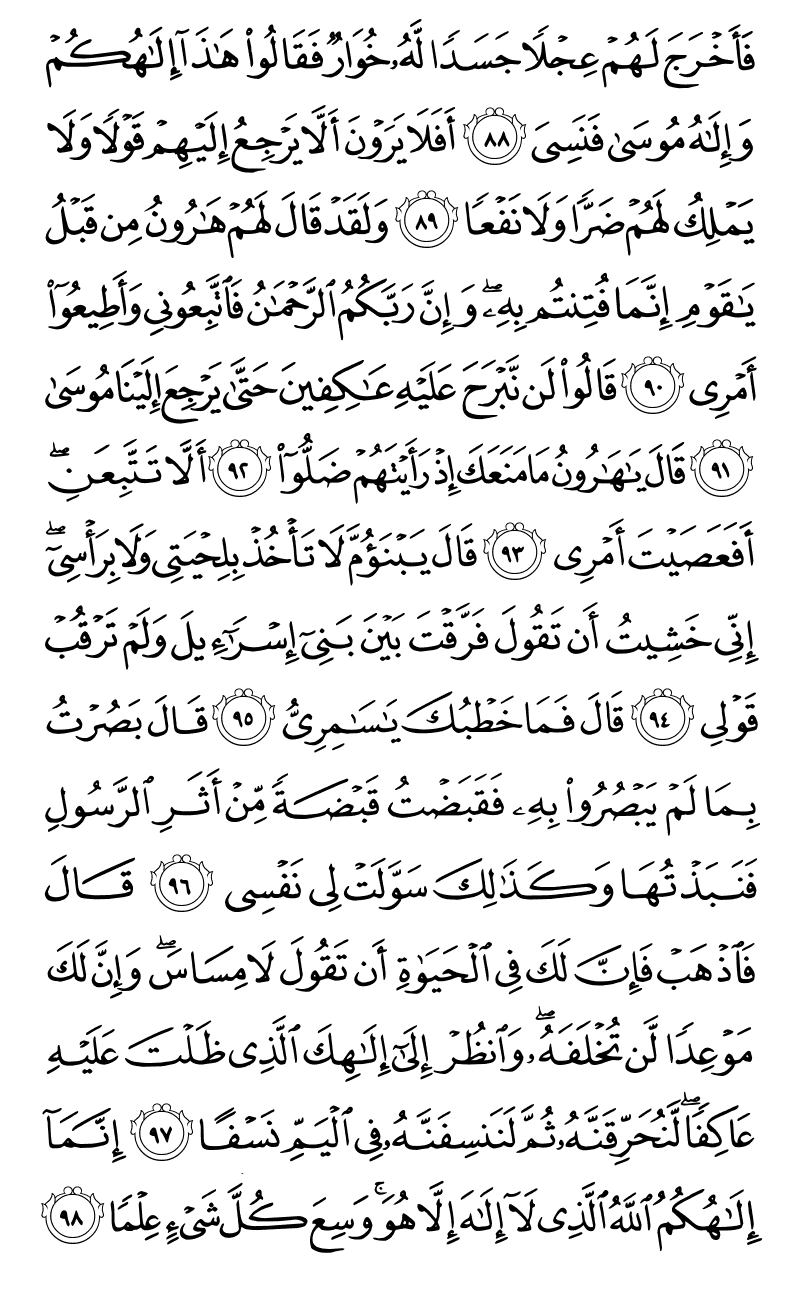 فَأَخْرَجَ لَهُمْ عِجْلًا جَسَدًا لَّهُۥ خُوَارٌ فَقَالُوا۟ هَٰذَآ إِلَٰهُكُمْ
وَإِلَٰهُ مُوسَىٰ فَنَسِىَ ٨٨ أَفَلَا يَرَوْنَ أَلَّا يَرْجِعُ إِلَيْهِمْ قَوْلًا وَلَا
يَمْلِكُ لَهُمْ ضَرًّا وَلَا نَفْعًا ٨٩ وَلَقَدْ قَالَ لَهُمْ هَٰرُونُ مِن قَبْلُ
يَٰقَوْمِ إِنَّمَا فُتِنتُم بِهِۦ ۖ وَإِنَّ رَبَّكُمُ ٱلرَّحْمَٰنُ فَٱتَّبِعُونِى وَأَطِيعُوٓا۟
أَمْرِى ٩٠ قَالُوا۟ لَن نَّبْرَحَ عَلَيْهِ عَٰكِفِينَ حَتَّىٰ يَرْجِعَ إِلَيْنَا مُوسَىٰ
٩١ قَالَ يَٰهَٰرُونُ مَا مَنَعَكَ إِذْ رَأَيْتَهُمْ ضَلُّوٓا۟ ٩٢ أَلَّا تَتَّبِعَنِ ۖ
أَفَعَصَيْتَ أَمْرِى ٩٣ قَالَ يَبْنَؤُمَّ لَا تَأْخُذْ بِلِحْيَتِى وَلَا بِرَأْسِىٓ ۖ
إِنِّى خَشِيتُ أَن تَقُولَ فَرَّقْتَ بَيْنَ بَنِىٓ إِسْرَٰٓءِيلَ وَلَمْ تَرْقُبْ
قَوْلِى ٩٤ قَالَ فَمَا خَطْبُكَ يَٰسَٰمِرِىُّ ٩٥ قَالَ بَصُرْتُ
بِمَا لَمْ يَبْصُرُوا۟ بِهِۦ فَقَبَضْتُ قَبْضَةً مِّنْ أَثَرِ ٱلرَّسُولِ
فَنَبَذْتُهَا وَكَذَٰلِكَ سَوَّلَتْ لِى نَفْسِى ٩٦ قَالَ
فَٱذْهَبْ فَإِنَّ لَكَ فِى ٱلْحَيَوٰةِ أَن تَقُولَ لَا مِسَاسَ ۖ وَإِنَّ لَكَ
مَوْعِدًا لَّن تُخْلَفَهُۥ ۖ وَٱنظُرْ إِلَىٰٓ إِلَٰهِكَ ٱلَّذِى ظَلْتَ عَلَيْهِ
عَاكِفًا ۖ لَّنُحَرِّقَنَّهُۥ ثُمَّ لَنَنسِفَنَّهُۥ فِى ٱلْيَمِّ نَسْفًا ٩٧ إِنَّمَآ
إِلَٰهُكُمُ ٱللَّهُ ٱلَّذِى لَآ إِلَٰهَ إِلَّا هُوَ ۚ وَسِعَ كُلَّ شَىْءٍ عِلْمًا ٩٨